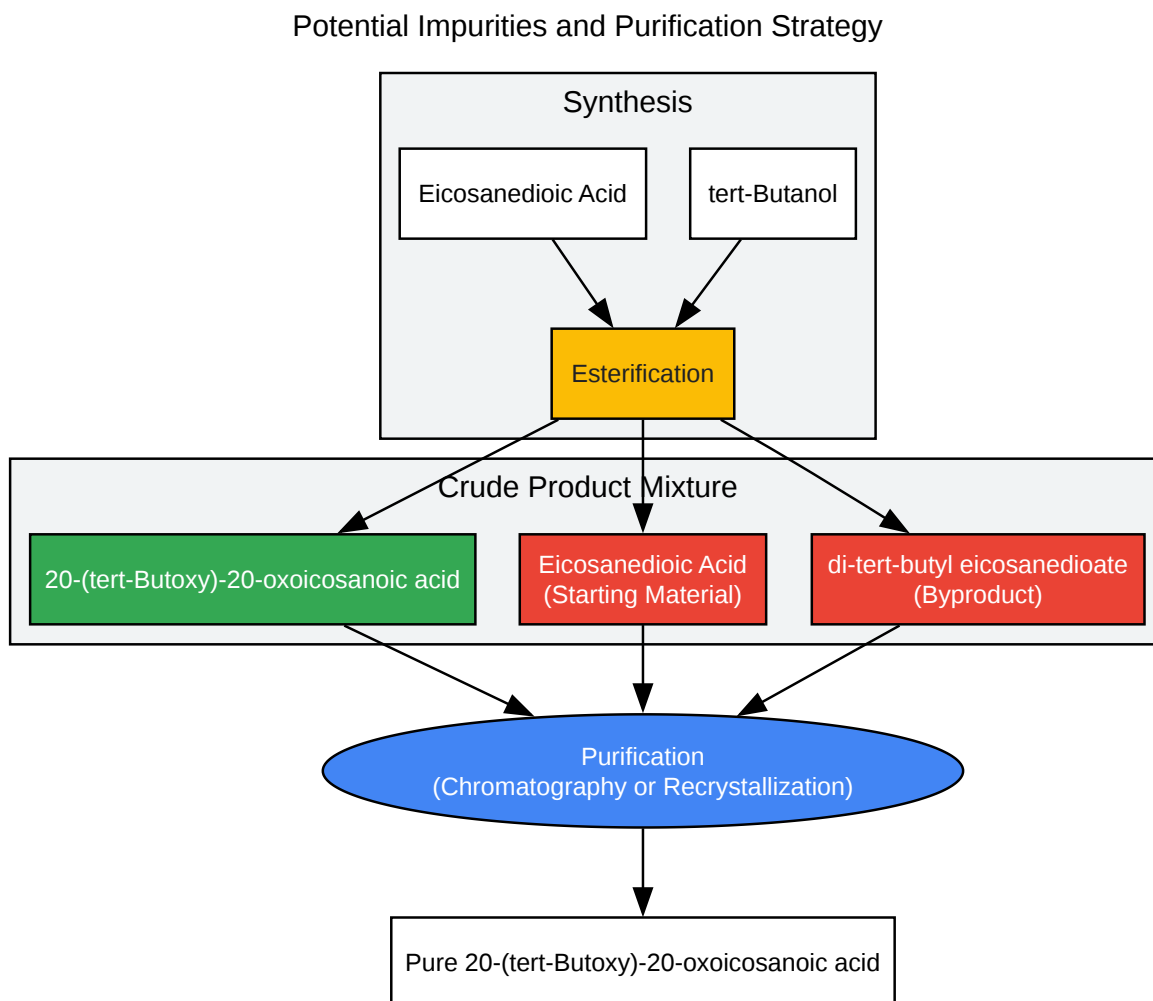 Potential Impurities and Purification Strategy
Synthesis
Eicosanedioic Acid
tert-Butanol
Esterification
Crude Product Mixture
20-(tert-Butoxy)-20-oxoicosanoic acid
Eicosanedioic Acid
(Starting Material)
di-tert-butyl eicosanedioate
(Byproduct)
Purification
(Chromatography or Recrystallization)
Pure 20-(tert-Butoxy)-20-oxoicosanoic acid